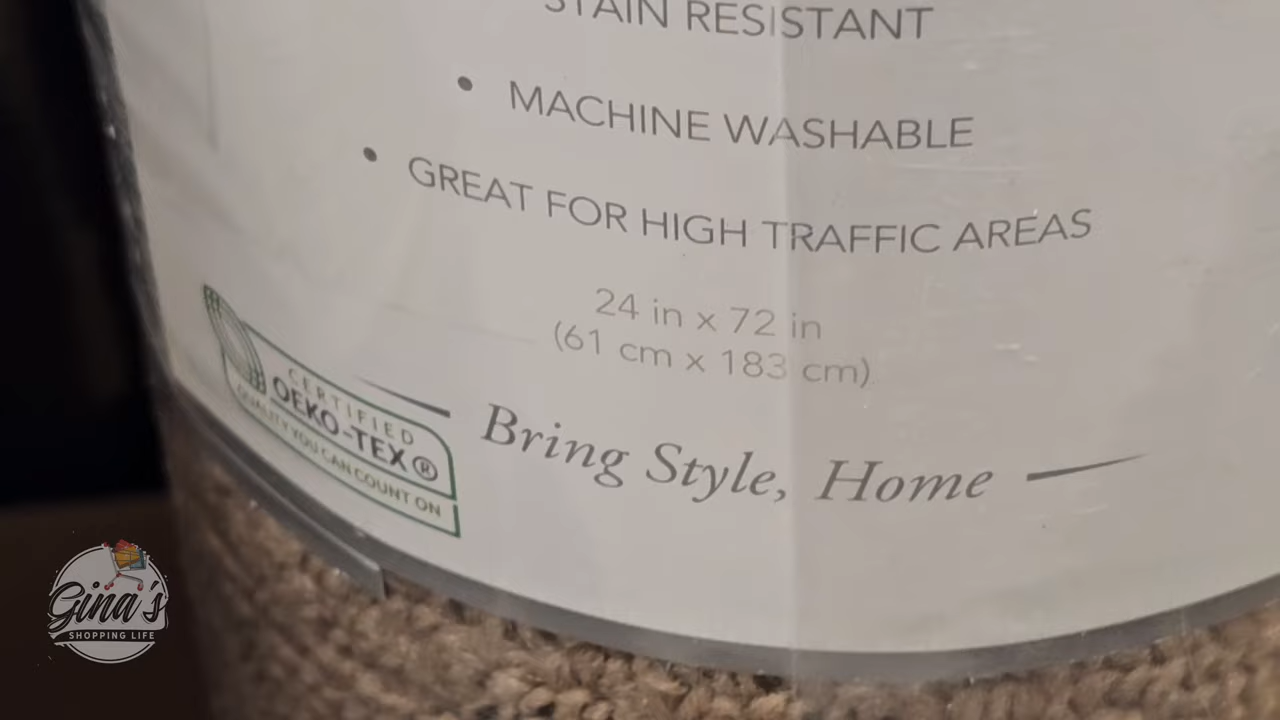 STAIN RESISTANT
• MACHINE WASHABLE
• GREAT FOR HIGH TRAFFIC AREAS
24 in x 72 in
(61 cm x 183 cm)
Bring Style, Home
CERTIFIED
OEKO-TEX®
QUALITY YOU CAN COUNT ON
Gina's
SHOPPING LIFE